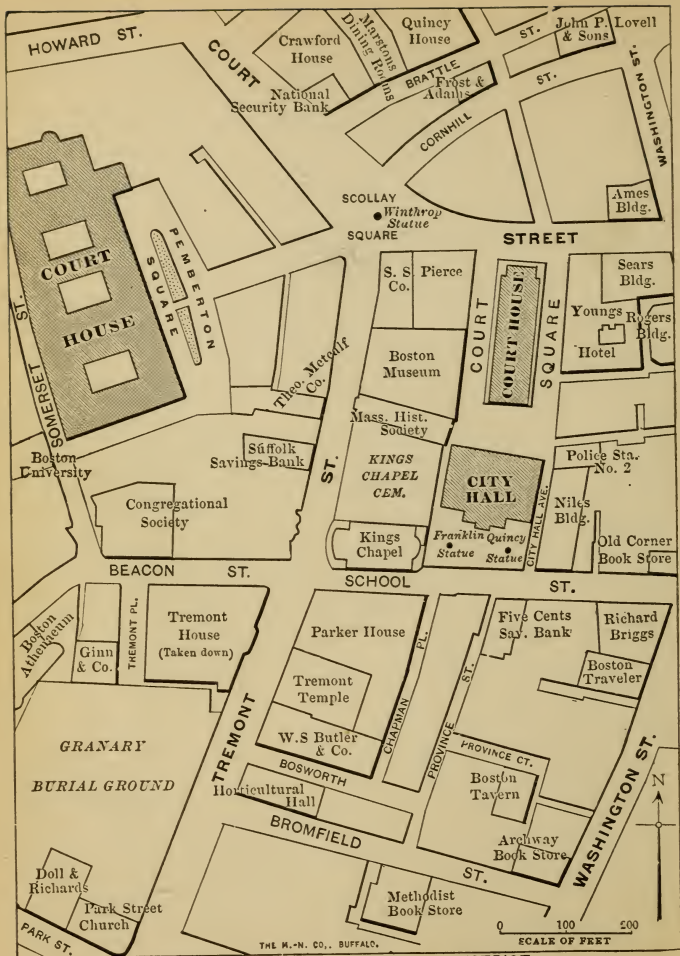 HOWARD ST.
COURT
Crawford
House
Marstons
Dining Rooms
Quincy
House
ST.
John P. Lovell
& Sons
WASHINGTON ST.
National
Security Bank
BRATTLE
Frost &
Adams
ST.
CORNHILL
Ames
Bldg.
SCOLLAY
Winthrop
Statue
SQUARE
STREET
COURT
HOUSE
PEMBERTON
SQUARE
SOMERSET ST.
S. S
Co.
Pierce
COURT
COURT HOUSE
SQUARE
Sears
Bldg.
Youngs
Hotel
Rogers
Bldg.
Boston
Museum
Theo. Metcalf
Co.
Mass. Hist.
Society
Boston
University
Suffolk
Savings Bank
ST.
KINGS
CHAPEL
CEM.
CITY
HALL
Police Sta.
No. 2
Congregational
Society
Kings
Chapel
Franklin
Statue
Quincy
Statue
CITY HALL AVE.
Niles
Bldg.
Old Corner
Book Store
BEACON ST.
SCHOOL ST.
Boston
Athenaeum
Ginn
& Co.
TREMONT PL.
Tremont
House
(Taken down)
Parker House
CHAPMAN PL.
PROVINCE ST.
Five Cents
Sav. Bank
Richard
Briggs
Boston
Traveler
Tremont
Temple
GRANARY
BURIAL GROUND
TREMONT
W.S Butler
& Co.
BOSWORTH
PROVINCE CT.
Horticultural
Hall
Boston
Tavern
WASHINGTON ST.
N
BROMFIELD
ST.
Archway
Book Store
Doll &
Richards
Park Street
Church
PARK ST.
Methodist
Book Store
0 100 200
SCALE OF FEET
THE M.-N. CO., BUFFALO.